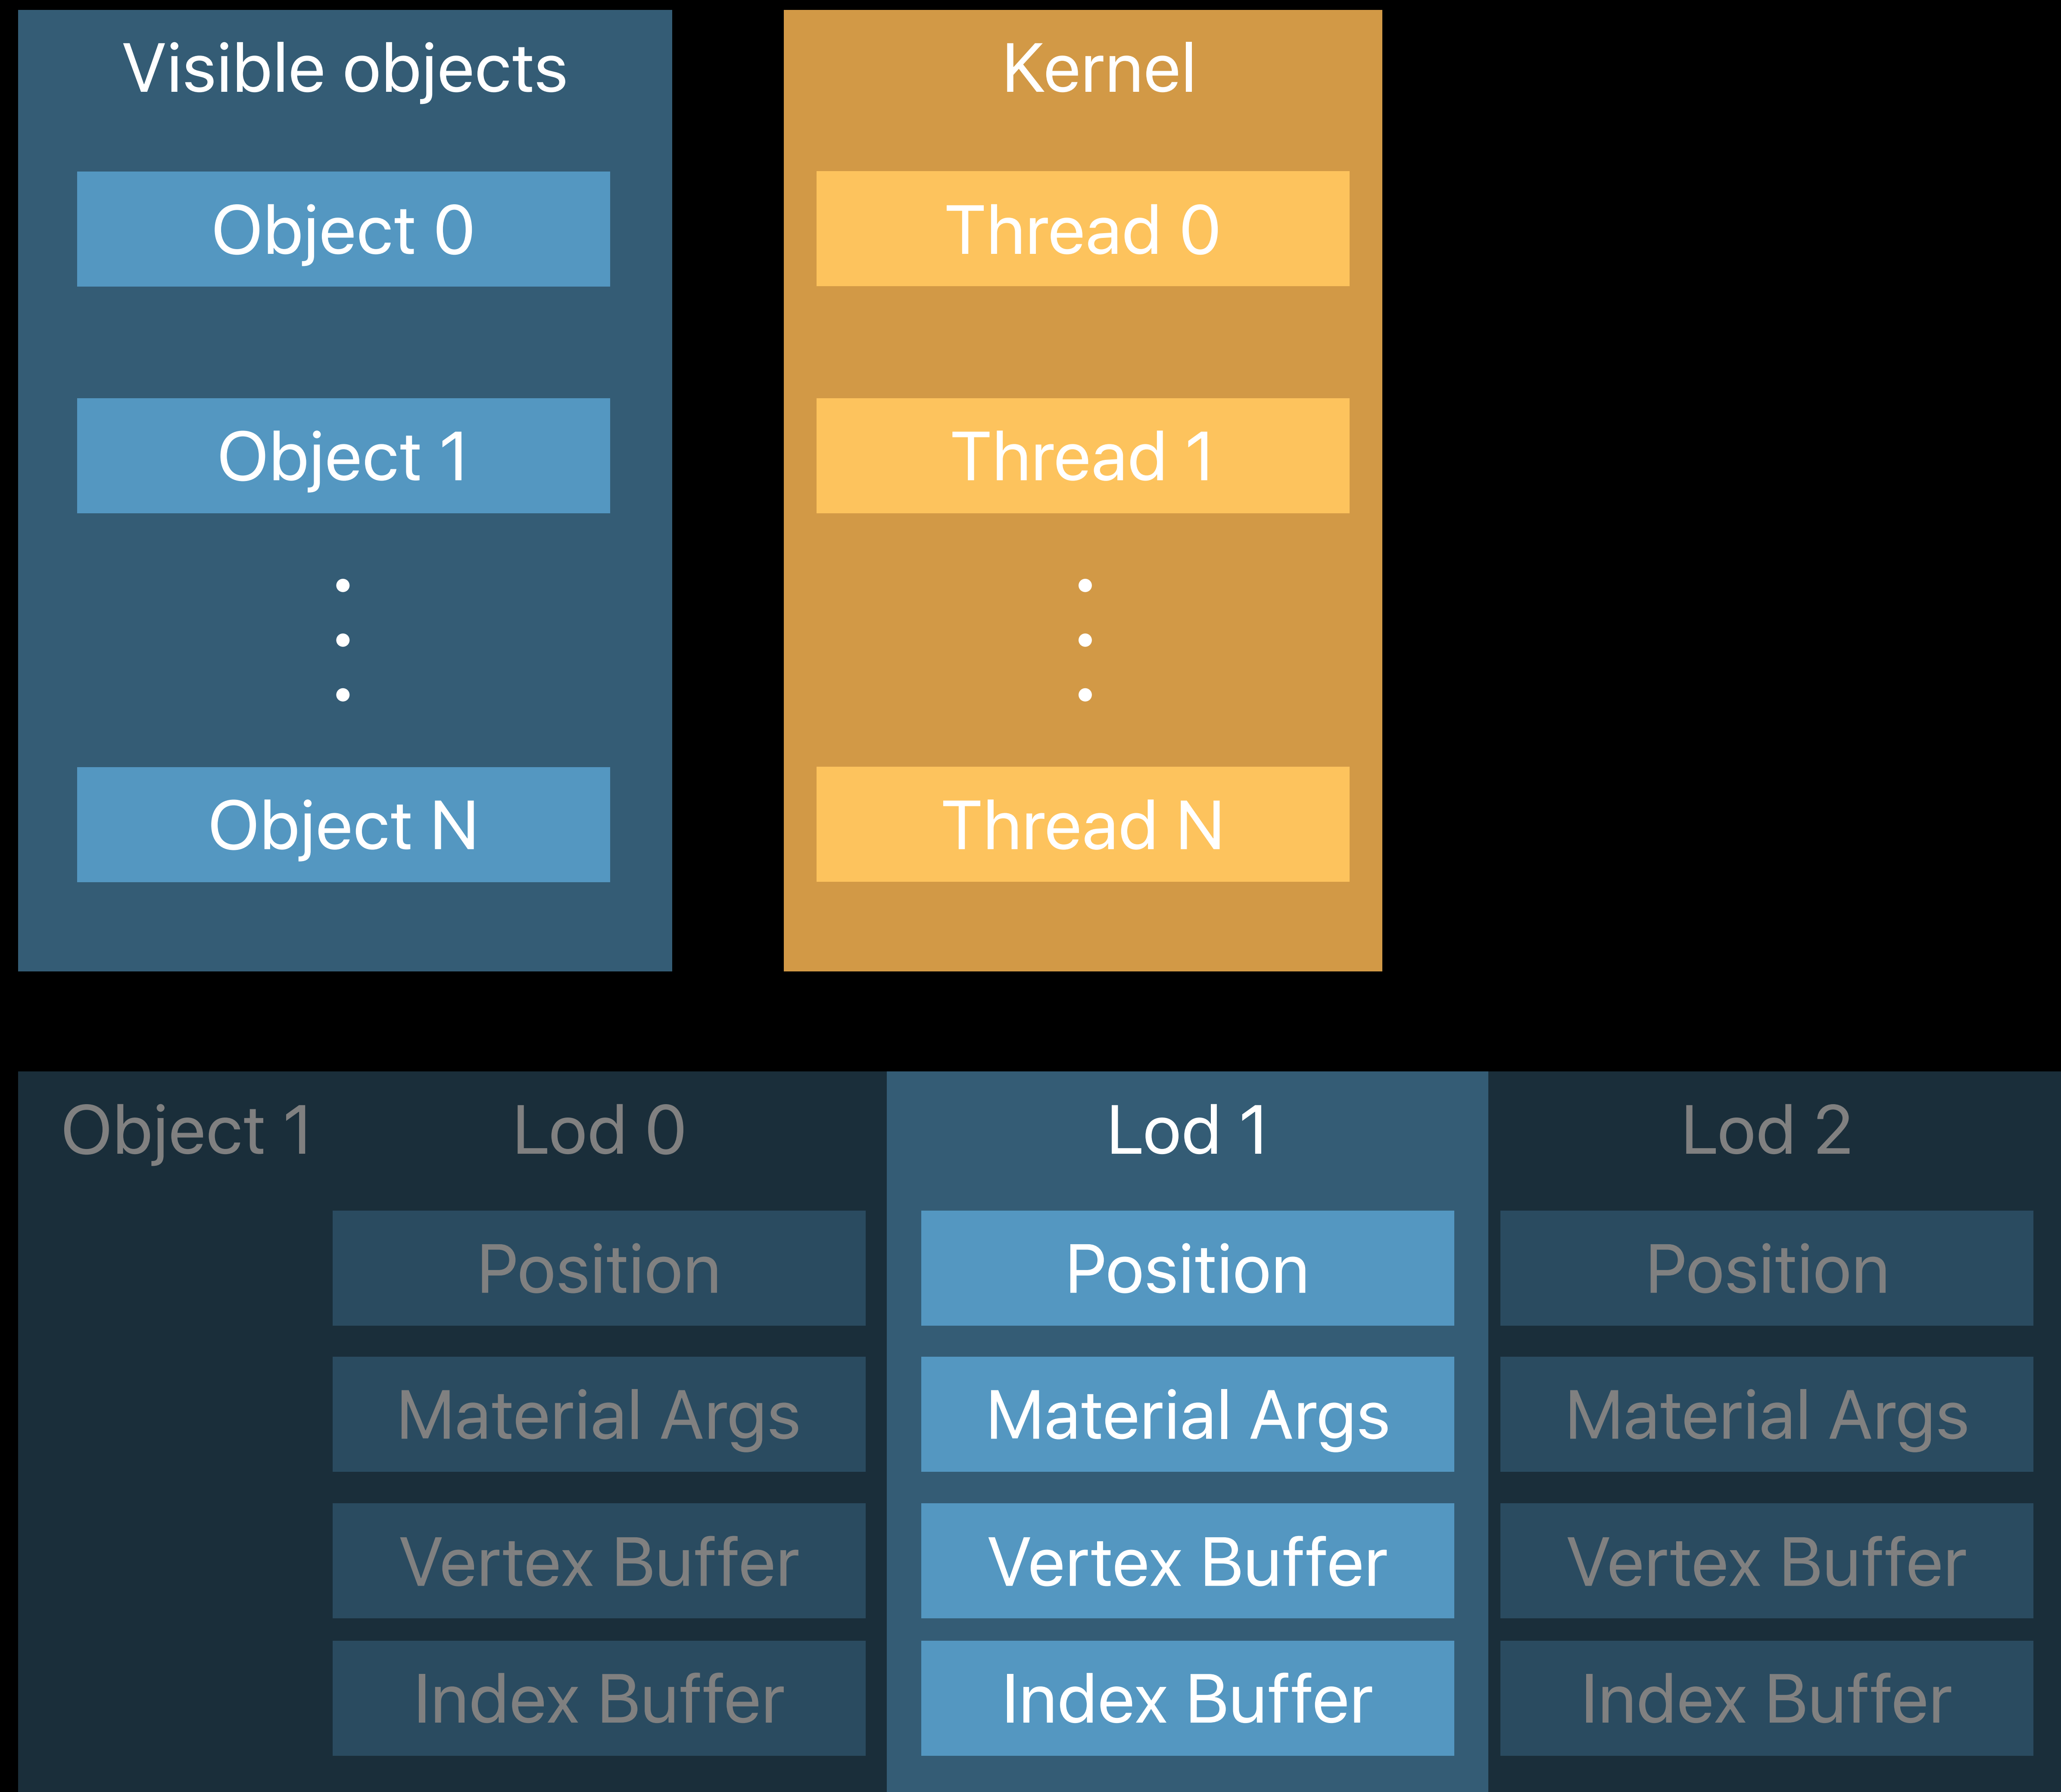 Visible objects
Object 0
Object 1
Object N
Kernel
Thread 0
Thread 1
Thread N
Object 1
Lod 0
Position
Material Args
Vertex Buffer
Index Buffer
Lod 1
Position
Material Args
Vertex Buffer
Index Buffer
Lod 2
Position
Material Args
Vertex Buffer
Index Buffer